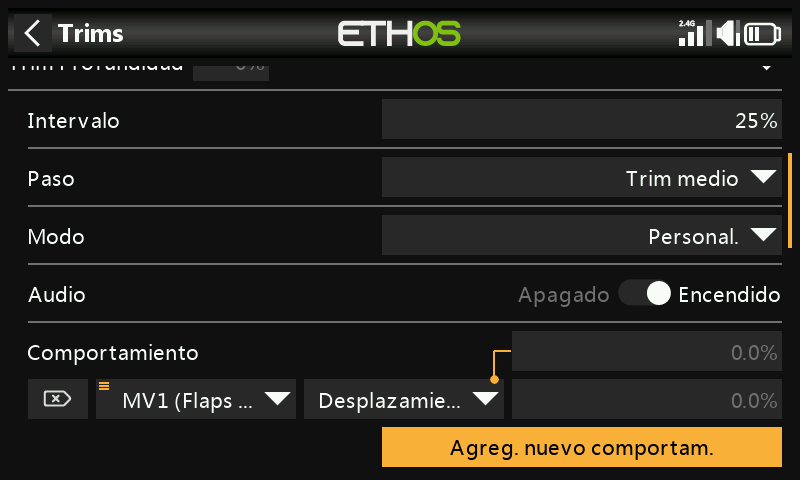 Trims
ETHOS
2.4G
Trim Profundidad 0%
Intervalo 25%
Paso Trim medio
Modo Personal.
Audio Apagado Encendido
Comportamiento 0.0%
MV1 (Flaps ... Desplazamie... 0.0%
Agreg. nuevo comportam.